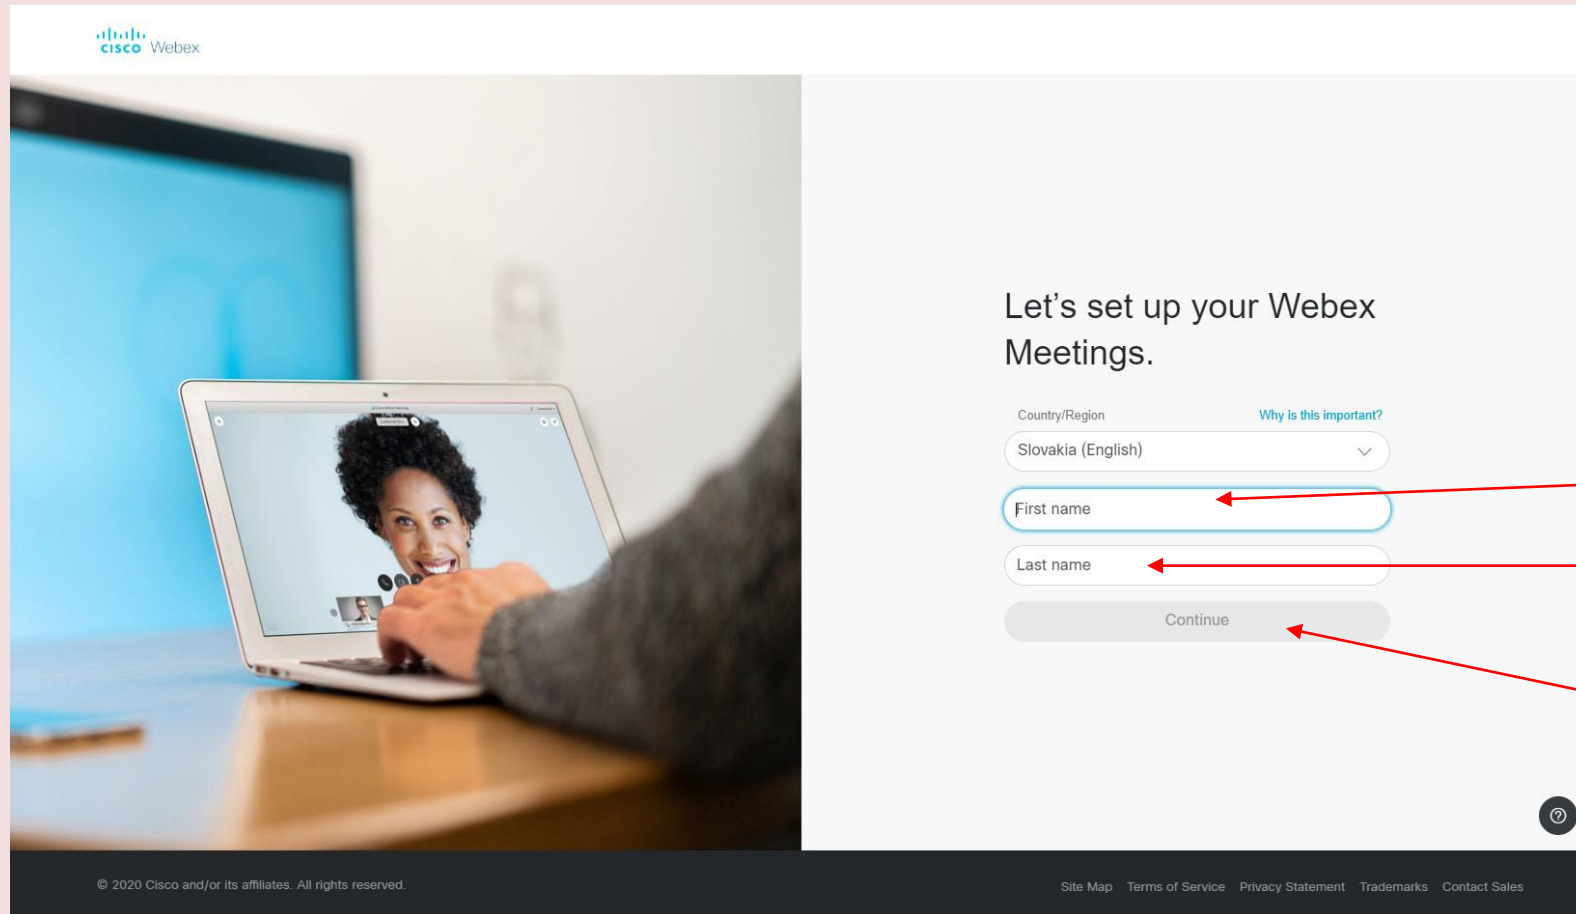 CISCO Webex
Let's set up your Webex
Meetings.
Country/Region Why is this important?
Slovakia (English)
First name
Last name
Continue
© 2020 Cisco and/or its affiliates. All rights reserved.
Site Map Terms of Service Privacy Statement Trademarks Contact Sales